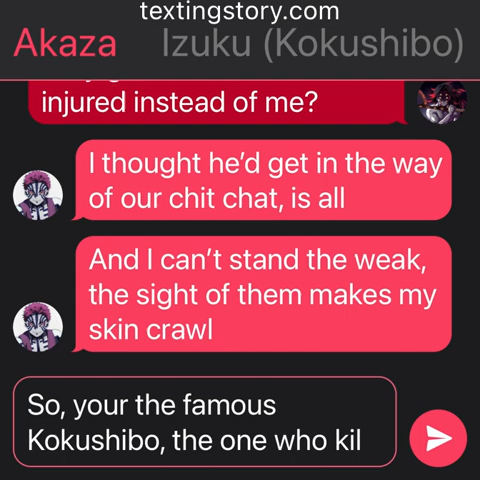 textingstory.com
Akaza Izuku (Kokushibo)
injured instead of me?
I thought he'd get in the way
of our chit chat, is all
And I can't stand the weak,
the sight of them makes my
skin crawl
So, your the famous
Kokushibo, the one who kil